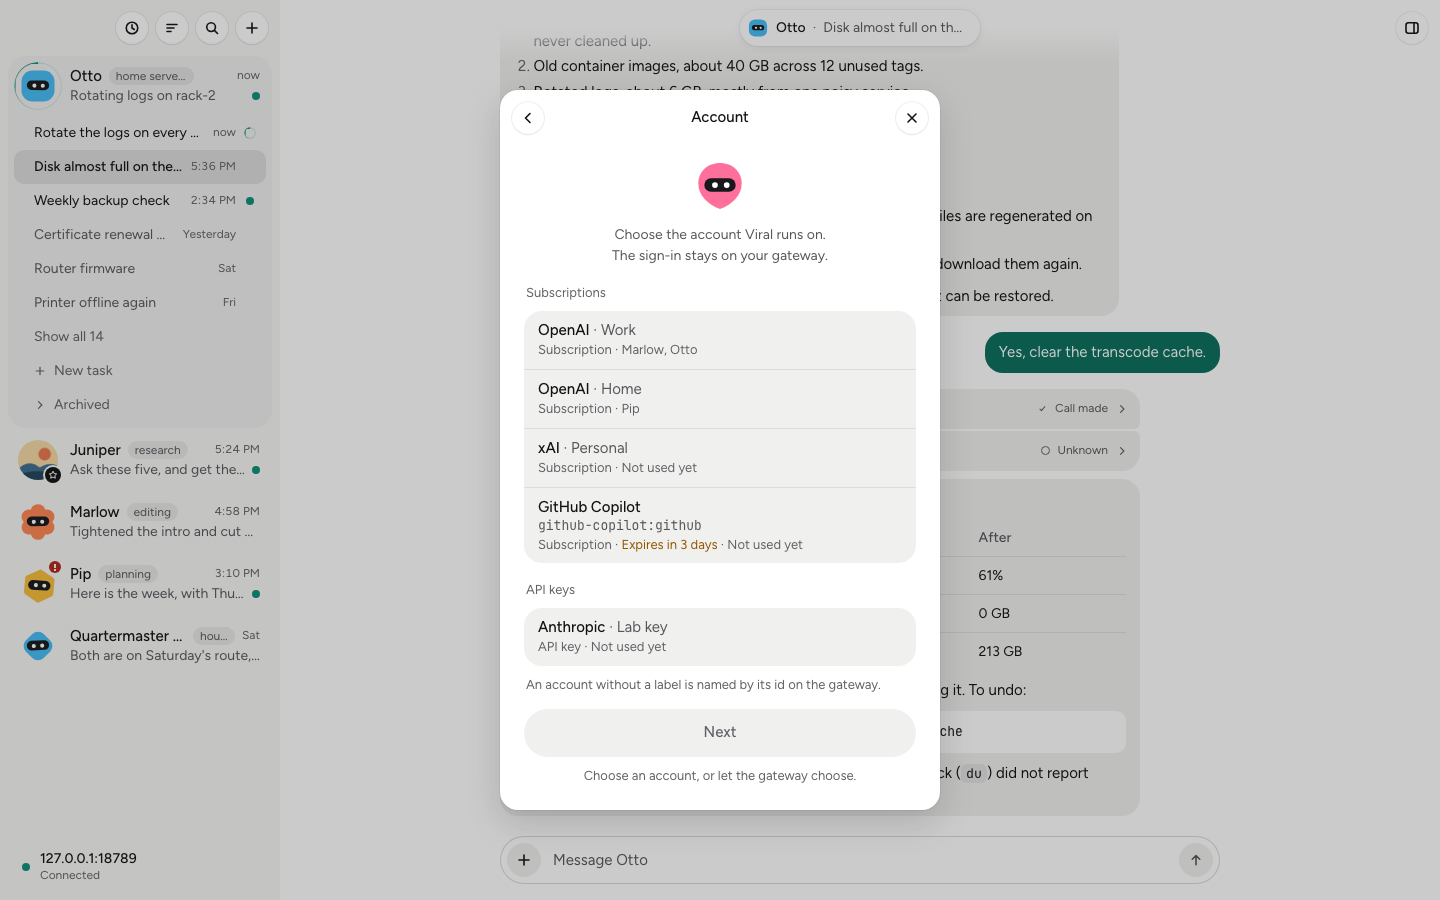 Otto
home serve...
now
Rotating logs on rack-2
Rotate the logs on every ...
now
Disk almost full on the...
5:36 PM
Weekly backup check
2:34 PM
Certificate renewal ...
Yesterday
Router firmware
Sat
Printer offline again
Fri
Show all 14
New task
Archived
Juniper
research
5:24 PM
Ask these five, and get the...
Marlow
editing
4:58 PM
Tightened the intro and cut ...
Pip
planning
3:10 PM
Here is the week, with Thu...
Quartermaster ...
hou...
Sat
Both are on Saturday's route,...
127.0.0.1:18789
Connected
Otto · Disk almost full on th...
never cleaned up.
2. Old container images, about 40 GB across 12 unused tags.
Account
Choose the account Viral runs on.
The sign-in stays on your gateway.
Subscriptions
OpenAI · Work
Subscription · Marlow, Otto
OpenAI · Home
Subscription · Pip
xAI · Personal
Subscription · Not used yet
GitHub Copilot
github-copilot:github
Subscription · Expires in 3 days · Not used yet
API keys
Anthropic · Lab key
API key · Not used yet
An account without a label is named by its id on the gateway.
Next
Choose an account, or let the gateway choose.
are regenerated on
download them again.
can be restored.
Yes, clear the transcode cache.
Call made
Unknown
After
61%
0 GB
213 GB
it. To undo:
(du) did not report
Message Otto